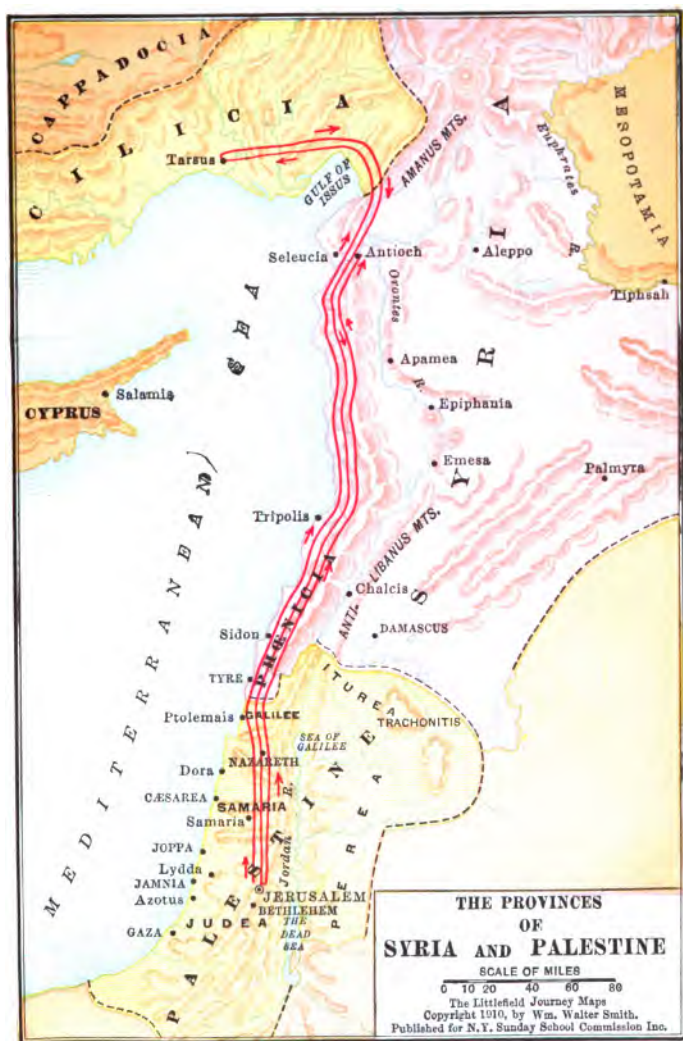 CAPPADOCIA
CILICIA
Tarsus
GULF OF
ISSUS
AMANUS MTS.
Euphrates
R.
MESOPOTAMIA
SYRIA
Seleucia
Antioch
Aleppo
Tiphsah
Orontes
R.
Apamea
Salamis
CYPRUS
Epiphania
MEDITERRANEAN SEA
Emesa
Palmyra
Tripolis
ANTI-LIBANUS MTS.
PHŒNICIA
Chalcis
Sidon
DAMASCUS
TYRE
ITUREA
Ptolemais
GALILEE
TRACHONITIS
SEA OF
GALILEE
NAZARETH
Dora
CÆSAREA
SAMARIA
Samaria
PALESTINE
PEREA
Jordan
R.
JOPPA
Lydda
JAMNIA
JERUSALEM
Azotus
BETHLEHEM
JUDEA
THE
DEAD
SEA
GAZA
THE PROVINCES
OF
SYRIA AND PALESTINE
SCALE OF MILES
0 10 20 40 60 80
The Littlefield Journey Maps
Copyright 1910, by Wm. Walter Smith.
Published for N.Y. Sunday School Commission Inc.